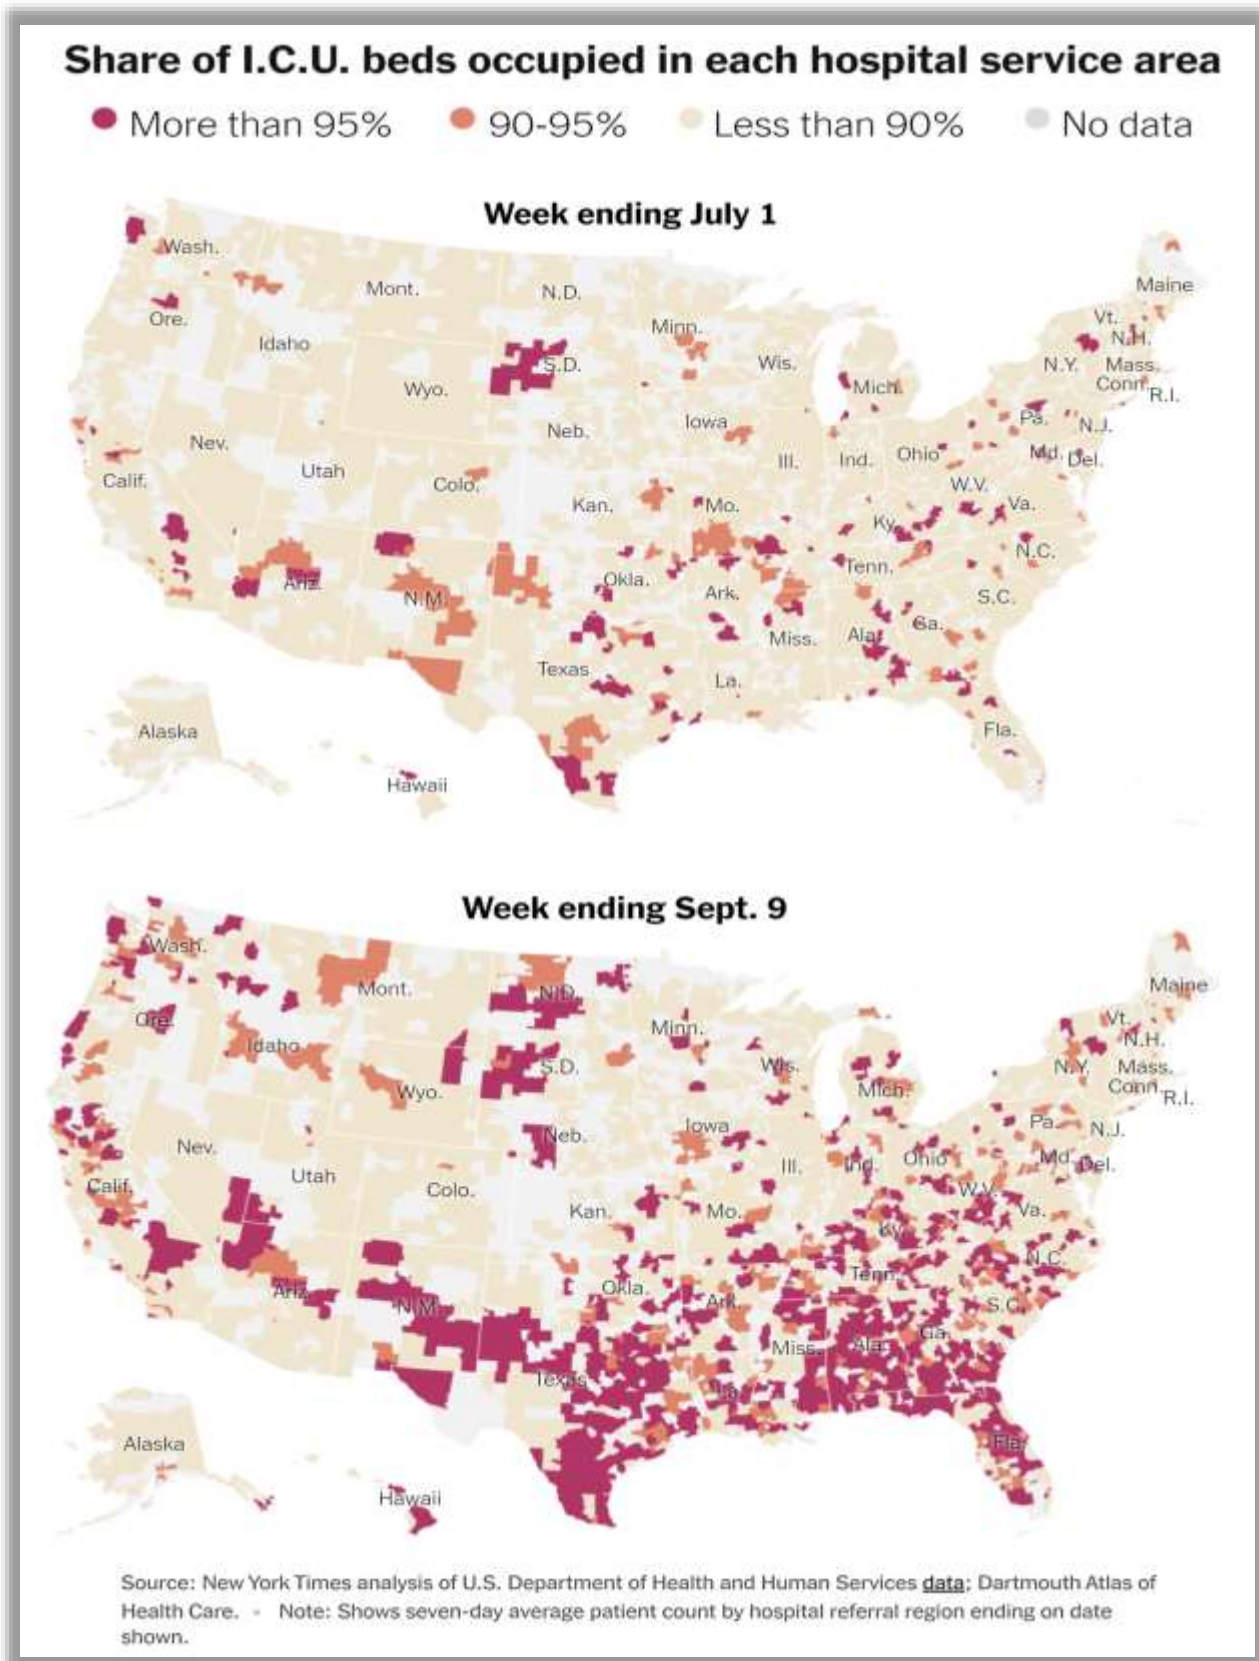 Share of I.C.U. beds occupied in each hospital service area
More than 95% 90-95% Less than 90% No data
Week ending July 1
Wash.
Mont.
N.D.
Minn.
Maine
Ore.
Idaho
Vt.
N.H.
S.D.
Wis.
Mich.
N.Y.
Mass.
Conn.
R.I.
Wyo.
Nev.
Neb.
Iowa
Pa.
N.J.
Utah
Colo.
Ill.
Ind.
Ohio
Md.
Del.
Calif.
Kan.
Mo.
W.V.
Va.
Ky.
N.C.
Ariz.
N.M.
Okla.
Ark.
Tenn.
S.C.
Miss.
Ala.
Ga.
Texas
La.
Fla.
Alaska
Hawaii
Week ending Sept. 9
Wash.
Mont.
N.D.
Minn.
Maine
Ore.
Idaho
Vt.
N.H.
S.D.
Wis.
Mich.
N.Y.
Mass.
Conn.
R.I.
Wyo.
Nev.
Neb.
Iowa
Pa.
N.J.
Utah
Colo.
Ill.
Ind.
Ohio
Md.
Del.
Calif.
Kan.
Mo.
W.V.
Va.
Ky.
N.C.
Ariz.
N.M.
Okla.
Ark.
Tenn.
S.C.
Miss.
Ala.
Ga.
Texas
La.
Fla.
Alaska
Hawaii
Source: New York Times analysis of U.S. Department of Health and Human Services data; Dartmouth Atlas of
Health Care. • Note: Shows seven-day average patient count by hospital referral region ending on date
shown.